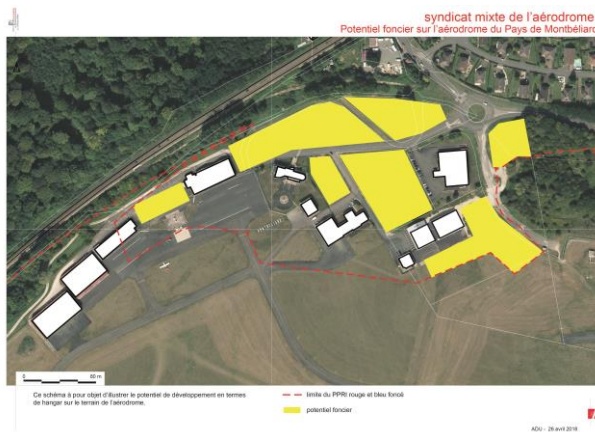 syndicat mixte de l'aérodrome
Potentiel foncier sur l'aérodrome du Pays de Montbéliard
0 80 m
Ce schéma à pour objet d'illustrer le potentiel de développement en termes
de hangar sur le terrain de l'aérodrome.
limite du PPRI rouge et bleu foncé
potentiel foncier
ADU - 26 avril 2018